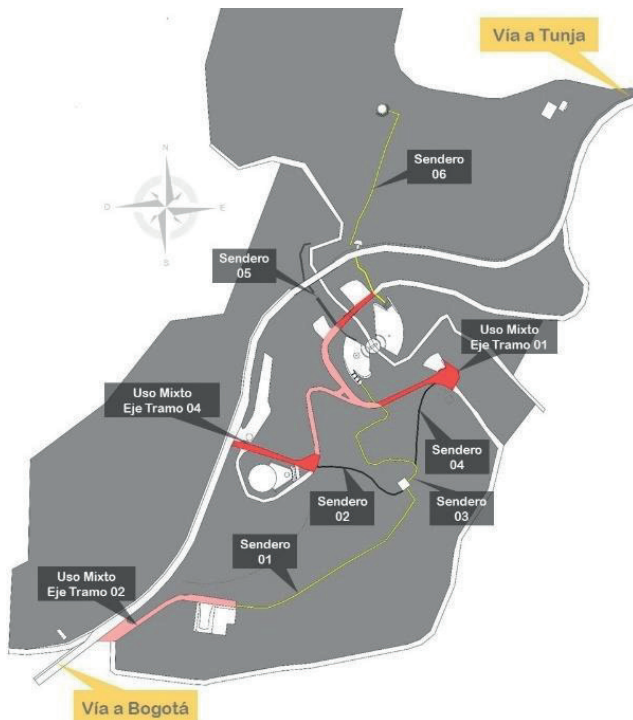 Vía a Tunja
Sendero
06
N
O
E
S
Sendero
05
Uso Mixto
Eje Tramo 01
Uso Mixto
Eje Tramo 04
Sendero
04
Sendero
02
Sendero
03
Sendero
01
Uso Mixto
Eje Tramo 02
Vía a Bogotá